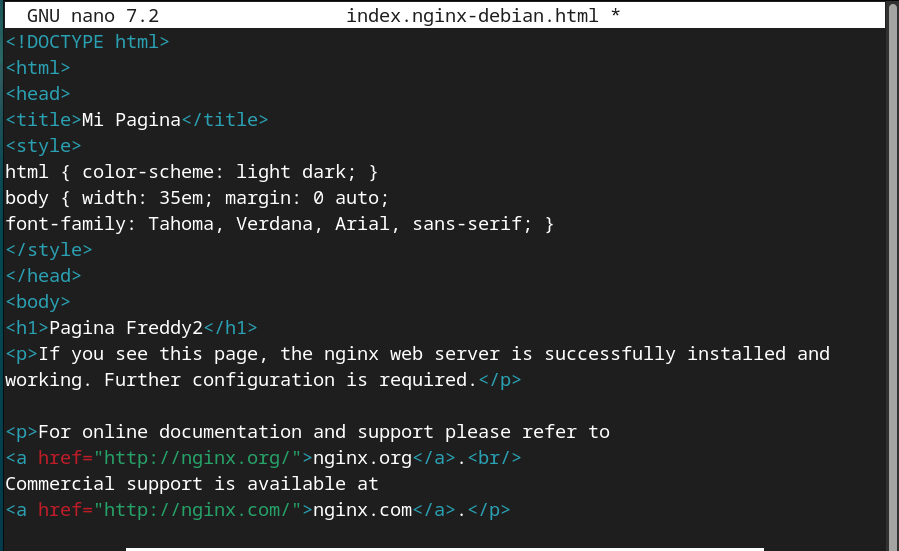 GNU nano 7.2 index.nginx-debian.html *
<!DOCTYPE html>
<html>
<head>
<title>Mi Pagina</title>
<style>
html { color-scheme: light dark; }
body { width: 35em; margin: 0 auto;
font-family: Tahoma, Verdana, Arial, sans-serif; }
</style>
</head>
<body>
<h1>Pagina Freddy2</h1>
<p>If you see this page, the nginx web server is successfully installed and
working. Further configuration is required.</p>

<p>For online documentation and support please refer to
<a href="http://nginx.org/">nginx.org</a>.<br/>
Commercial support is available at
<a href="http://nginx.com/">nginx.com</a>.</p>